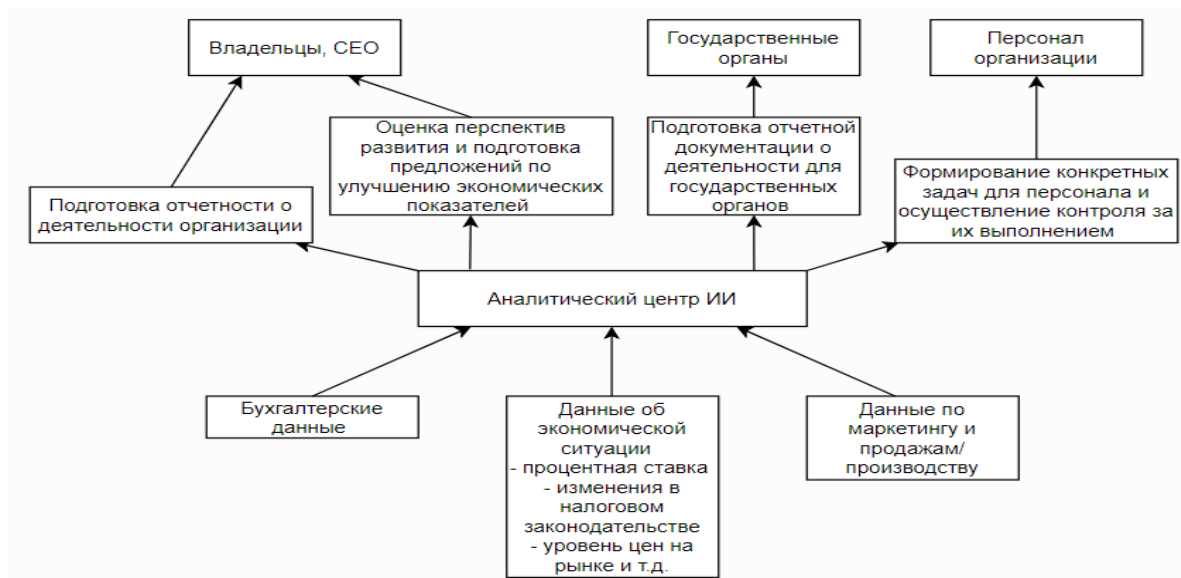 Владельцы, CEO
Государственные
органы
Персонал
организации
Подготовка отчетности о
деятельности организации
Оценка перспектив
развития и подготовка
предложений по
улучшению экономических
показателей
Подготовка отчетной
документации о
деятельности для
государственных
органов
Формирование конкретных
задач для персонала и
осуществление контроля за
их выполнением
Аналитический центр ИИ
Бухгалтерские
данные
Данные об
экономической
ситуации
- процентная ставка
- изменения в
налоговом
законодательстве
- уровень цен на
рынке и т.д.
Данные по
маркетингу и
продажам/
производству